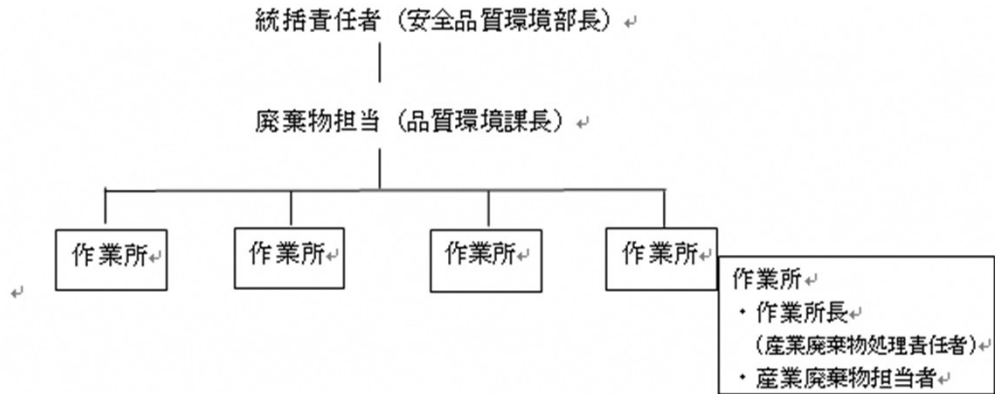 統括責任者（安全品質環境部長）
廃棄物担当（品質環境課長）
作業所 作業所 作業所 作業所
作業所
・作業所長
（産業廃棄物処理責任者）
・産業廃棄物担当者